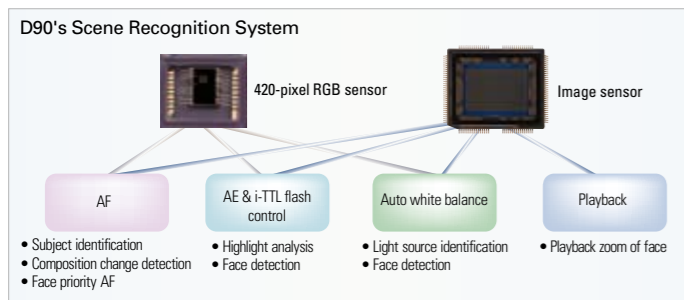 D90's Scene Recognition System
420-pixel RGB sensor
Image sensor
AF
AE & i-TTL flash
control
Auto white balance
Playback
• Subject identification
• Composition change detection
• Face priority AF
• Highlight analysis
• Face detection
• Light source identification
• Face detection
• Playback zoom of face